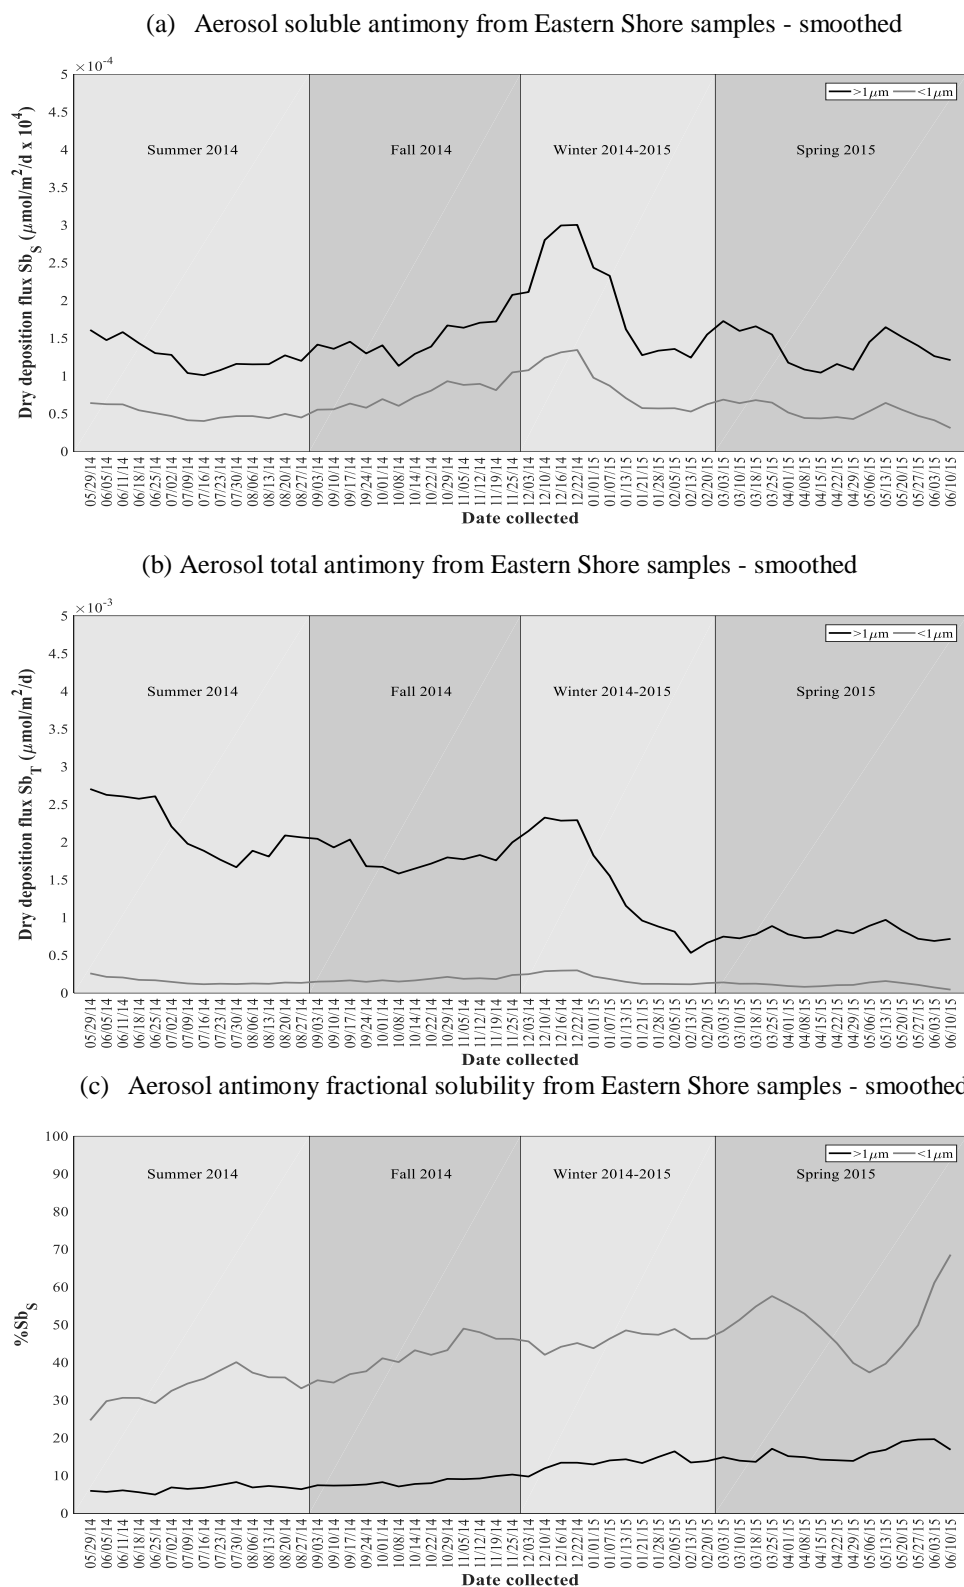 (a) Aerosol soluble antimony from Eastern Shore samples - smoothed
×10⁻⁴
5
4.5
4
3.5
3
2.5
2
1.5
1
0.5
0
Dry deposition flux Sb_S (μmol/m²/d x 10⁴)
>1μm <1μm
Summer 2014 Fall 2014 Winter 2014-2015 Spring 2015
05/29/14 06/05/14 06/11/14 06/18/14 06/25/14 07/02/14 07/09/14 07/16/14 07/23/14 07/30/14 08/06/14 08/13/14 08/20/14 08/27/14 09/03/14 09/10/14 09/17/14 09/24/14 10/01/14 10/08/14 10/14/14 10/22/14 10/29/14 11/05/14 11/12/14 11/19/14 11/25/14 12/03/14 12/10/14 12/16/14 12/22/14 01/01/15 01/07/15 01/13/15 01/21/15 01/28/15 02/05/15 02/13/15 02/20/15 03/03/15 03/10/15 03/18/15 03/25/15 04/01/15 04/08/15 04/15/15 04/22/15 04/29/15 05/06/15 05/13/15 05/20/15 05/27/15 06/03/15 06/10/15
Date collected
(b) Aerosol total antimony from Eastern Shore samples - smoothed
×10⁻³
5
4.5
4
3.5
3
2.5
2
1.5
1
0.5
0
Dry deposition flux Sb_T (μmol/m²/d)
>1μm <1μm
Summer 2014 Fall 2014 Winter 2014-2015 Spring 2015
05/29/14 06/05/14 06/11/14 06/18/14 06/25/14 07/02/14 07/09/14 07/16/14 07/23/14 07/30/14 08/06/14 08/13/14 08/20/14 08/27/14 09/03/14 09/10/14 09/17/14 09/24/14 10/01/14 10/08/14 10/14/14 10/22/14 10/29/14 11/05/14 11/12/14 11/19/14 11/25/14 12/03/14 12/10/14 12/16/14 12/22/14 01/01/15 01/07/15 01/13/15 01/21/15 01/28/15 02/05/15 02/13/15 02/20/15 03/03/15 03/10/15 03/18/15 03/25/15 04/01/15 04/08/15 04/15/15 04/22/15 04/29/15 05/06/15 05/13/15 05/20/15 05/27/15 06/03/15 06/10/15
Date collected
(c) Aerosol antimony fractional solubility from Eastern Shore samples - smoothed
100
90
80
70
60
50
40
30
20
10
0
%Sb_S
>1μm <1μm
Summer 2014 Fall 2014 Winter 2014-2015 Spring 2015
05/29/14 06/05/14 06/11/14 06/18/14 06/25/14 07/02/14 07/09/14 07/16/14 07/23/14 07/30/14 08/06/14 08/13/14 08/20/14 08/27/14 09/03/14 09/10/14 09/17/14 09/24/14 10/01/14 10/08/14 10/14/14 10/22/14 10/29/14 11/05/14 11/12/14 11/19/14 11/25/14 12/03/14 12/10/14 12/16/14 12/22/14 01/01/15 01/07/15 01/13/15 01/21/15 01/28/15 02/05/15 02/13/15 02/20/15 03/03/15 03/10/15 03/18/15 03/25/15 04/01/15 04/08/15 04/15/15 04/22/15 04/29/15 05/06/15 05/13/15 05/20/15 05/27/15 06/03/15 06/10/15
Date collected